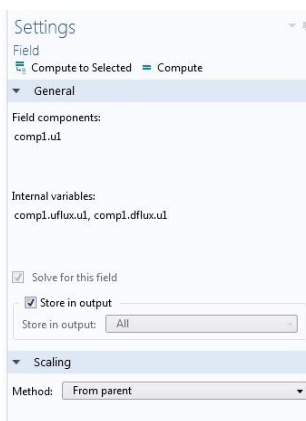 Settings
Field
Compute to Selected = Compute
General
Field components:
comp1.u1
Internal variables:
comp1.uflux.u1, comp1.dflux.u1
Solve for this field
Store in output
Store in output: All
Scaling
Method: From parent